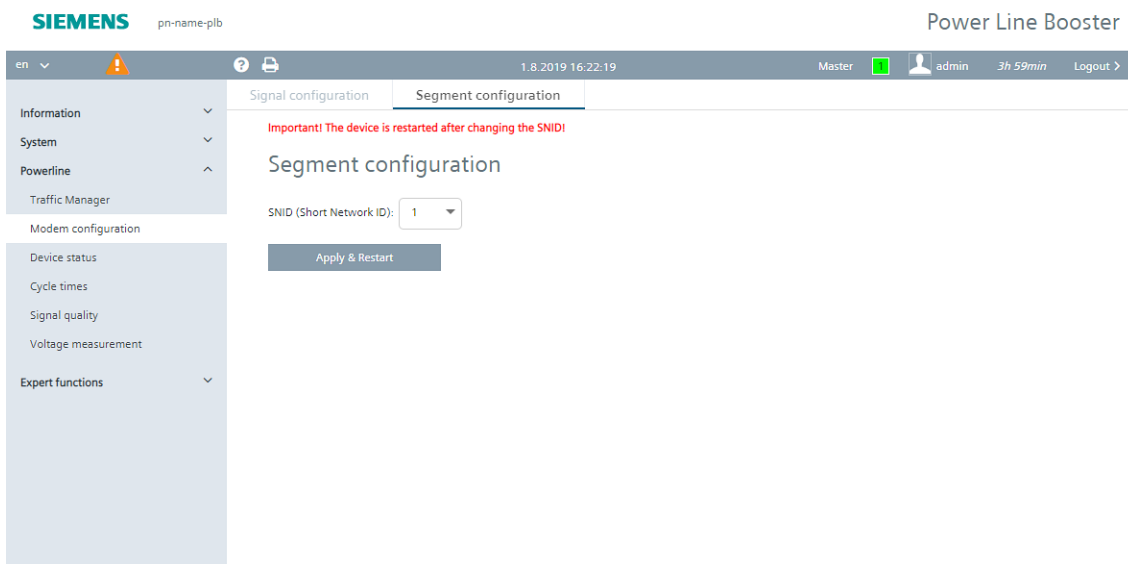 SIEMENS pn-name-plb Power Line Booster
en 1.8.2019 16:22:19 Master 1 admin 3h 59min Logout
Signal configuration Segment configuration
Information
System
Powerline
Traffic Manager
Modem configuration
Device status
Cycle times
Signal quality
Voltage measurement
Expert functions
Important! The device is restarted after changing the SNID!
Segment configuration
SNID (Short Network ID): 1
Apply & Restart